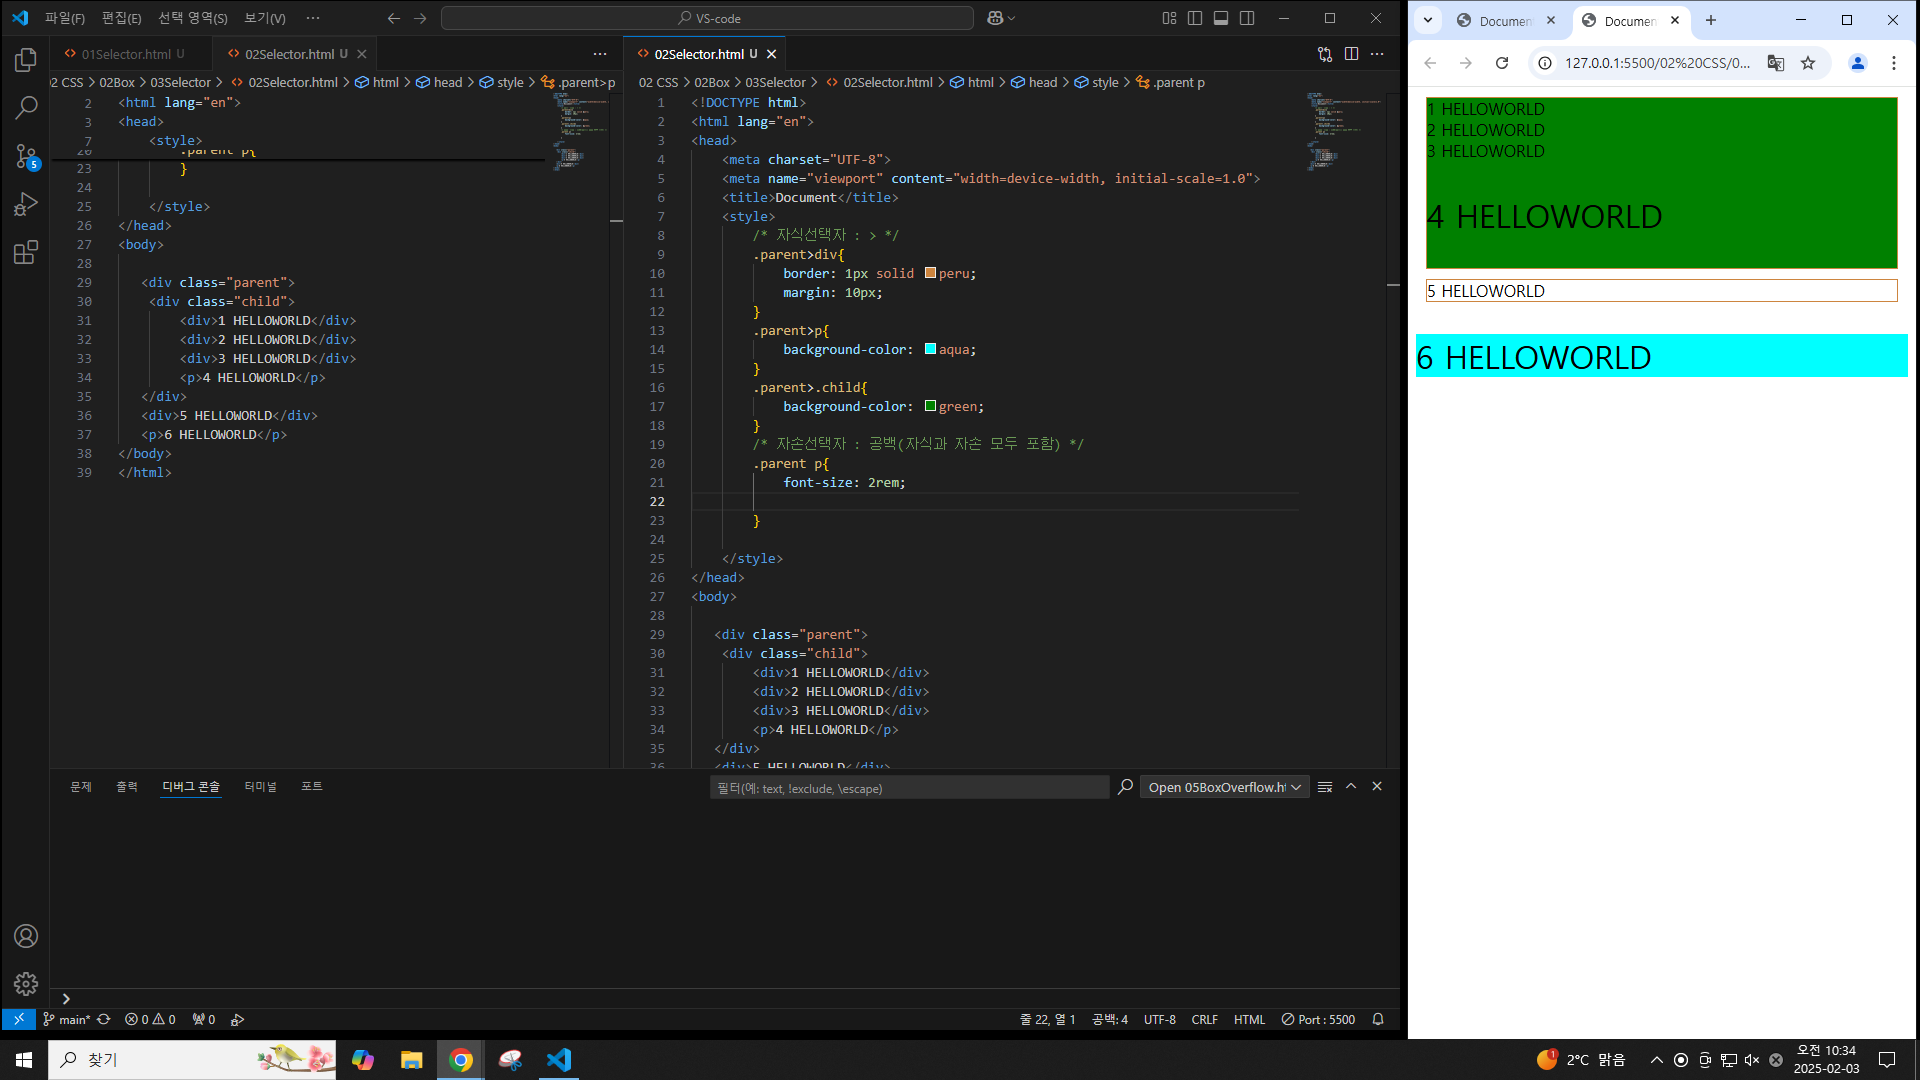 파일(F) 편집(E) 선택 영역(S) 보기(V) ··· VS-code
01Selector.html U
02Selector.html U
02 CSS > 02Box > 03Selector > 02Selector.html > html > head > style > .parent>p
2 <html lang="en">
3 <head>
7 <style>
20 .parent p{
23 }
24
25 </style>
26 </head>
27 <body>
28
29 <div class="parent">
30 <div class="child">
31 <div>1 HELLOWORLD</div>
32 <div>2 HELLOWORLD</div>
33 <div>3 HELLOWORLD</div>
34 <p>4 HELLOWORLD</p>
35 </div>
36 <div>5 HELLOWORLD</div>
37 <p>6 HELLOWORLD</p>
38 </body>
39 </html>
02Selector.html U
02 CSS > 02Box > 03Selector > 02Selector.html > html > head > style > .parent p
1 <!DOCTYPE html>
2 <html lang="en">
3 <head>
4 <meta charset="UTF-8">
5 <meta name="viewport" content="width=device-width, initial-scale=1.0">
6 <title>Document</title>
7 <style>
8 /* 자식선택자 : > */
9 .parent>div{
10 border: 1px solid peru;
11 margin: 10px;
12 }
13 .parent>p{
14 background-color: aqua;
15 }
16 .parent>.child{
17 background-color: green;
18 }
19 /* 자손선택자 : 공백(자식과 자손 모두 포함) */
20 .parent p{
21 font-size: 2rem;
22
23 }
24
25 </style>
26 </head>
27 <body>
28
29 <div class="parent">
30 <div class="child">
31 <div>1 HELLOWORLD</div>
32 <div>2 HELLOWORLD</div>
33 <div>3 HELLOWORLD</div>
34 <p>4 HELLOWORLD</p>
35 </div>
36 <div>5 HELLOWORLD</div>
문제 출력 디버그 콘솔 터미널 포트
필터(예: text, !exclude, \escape)
Open 05BoxOverflow.ht
5
main* 0 0 0
줄 22, 열 1 공백: 4 UTF-8 CRLF HTML Port : 5500
Documen
Documen
127.0.0.1:5500/02%20CSS/0...
1 HELLOWORLD
2 HELLOWORLD
3 HELLOWORLD
4 HELLOWORLD
5 HELLOWORLD
6 HELLOWORLD
찾기
1 2°C 맑음
오전 10:34
2025-02-03